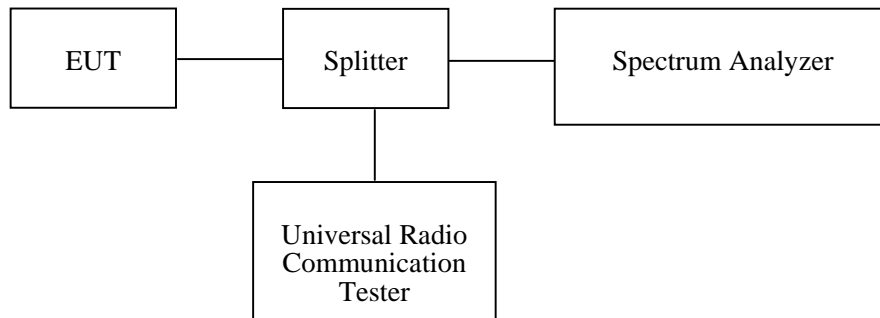 EUT
Splitter
Spectrum Analyzer
Universal Radio
Communication
Tester